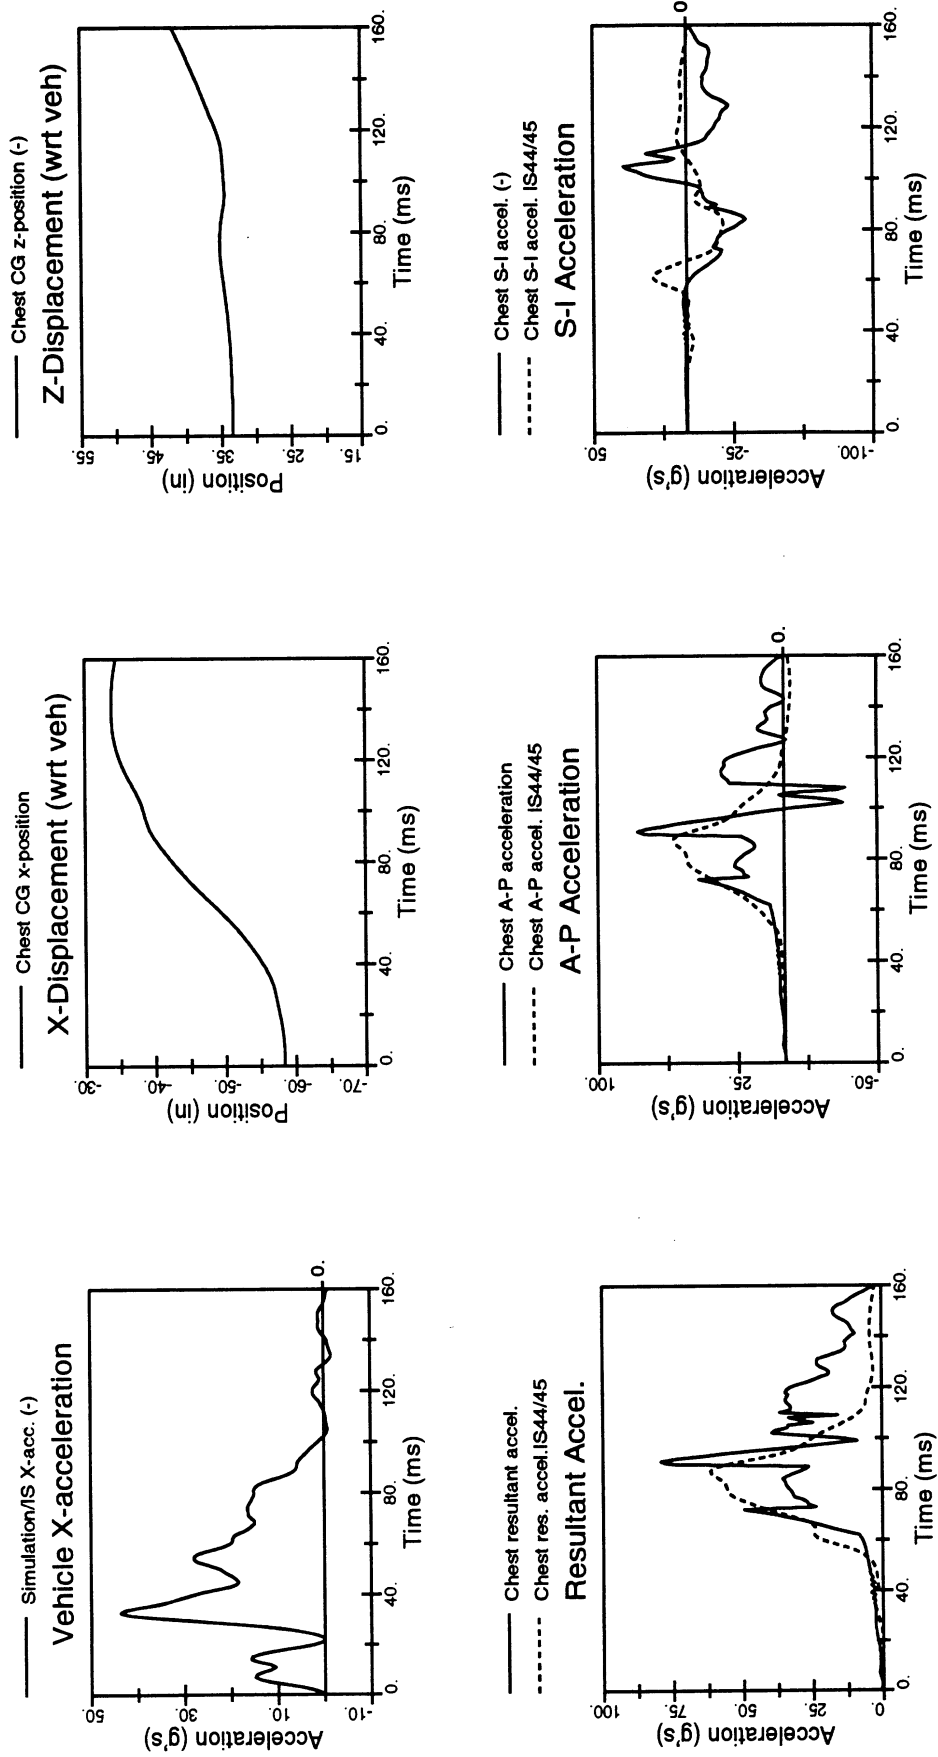 Simulation/IS X-acc. (-)
Vehicle X-acceleration
50.
30.
10.
-10.
0.
Acceleration (g's)
0.
40.
80.
120.
160.
Time (ms)
Chest CG x-position
X-Displacement (wrt veh)
-30.
-40.
-50.
-60.
-70.
Position (in)
0.
40.
80.
120.
160.
Time (ms)
Chest CG z-position (-)
Z-Displacement (wrt veh)
55.
45.
35.
25.
15.
Position (in)
0.
40.
80.
120.
160.
Time (ms)
Chest resultant accel.
Chest res. accel.IS44/45
Resultant Accel.
100.
75.
50.
25.
0.
Acceleration (g's)
0.
40.
80.
120.
160.
Time (ms)
Chest A-P acceleration
Chest A-P accel. IS44/45
A-P Acceleration
100.
25.
-50.
0.
Acceleration (g's)
0.
40.
80.
120.
160.
Time (ms)
Chest S-I accel. (-)
Chest S-I accel. IS44/45
S-I Acceleration
50.
-25.
-100.
0
Acceleration (g's)
0.
40.
80.
120.
160.
Time (ms)